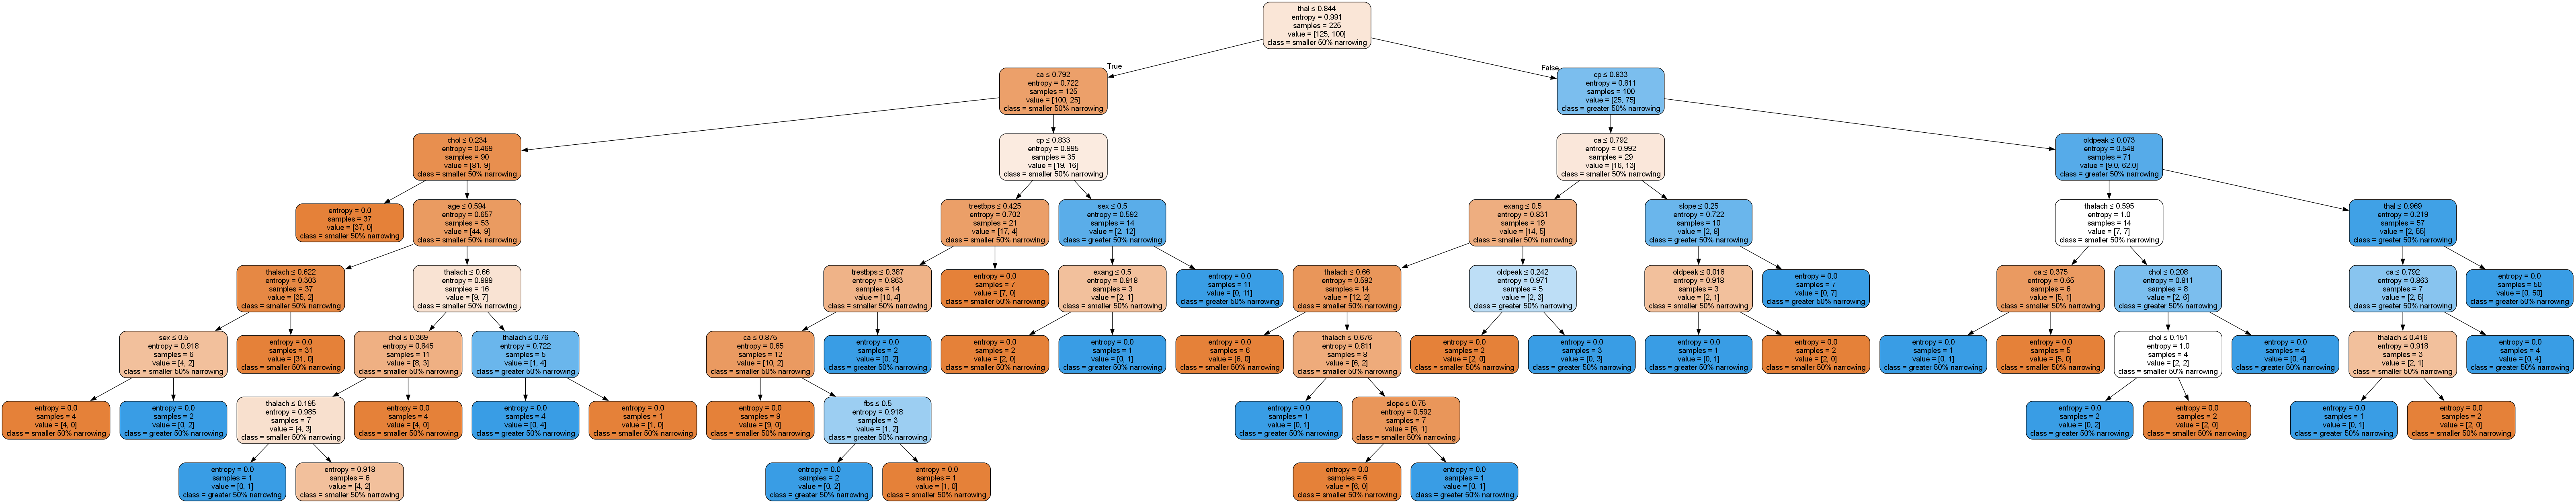 thal ≤ 0.844
entropy = 0.991
samples = 225
value = [125, 100]
class = smaller 50% narrowing
True
False
ca ≤ 0.792
entropy = 0.722
samples = 125
value = [100, 25]
class = smaller 50% narrowing
cp ≤ 0.833
entropy = 0.811
samples = 100
value = [25, 75]
class = greater 50% narrowing
chol ≤ 0.234
entropy = 0.469
samples = 90
value = [81, 9]
class = smaller 50% narrowing
cp ≤ 0.833
entropy = 0.995
samples = 35
value = [19, 16]
class = smaller 50% narrowing
ca ≤ 0.792
entropy = 0.992
samples = 29
value = [16, 13]
class = smaller 50% narrowing
oldpeak ≤ 0.073
entropy = 0.548
samples = 71
value = [9.0, 62.0]
class = greater 50% narrowing
entropy = 0.0
samples = 37
value = [37, 0]
class = smaller 50% narrowing
age ≤ 0.594
entropy = 0.657
samples = 53
value = [44, 9]
class = smaller 50% narrowing
trestbps ≤ 0.425
entropy = 0.702
samples = 21
value = [17, 4]
class = smaller 50% narrowing
sex ≤ 0.5
entropy = 0.592
samples = 14
value = [2, 12]
class = greater 50% narrowing
exang ≤ 0.5
entropy = 0.831
samples = 19
value = [14, 5]
class = smaller 50% narrowing
slope ≤ 0.25
entropy = 0.722
samples = 10
value = [2, 8]
class = greater 50% narrowing
thalach ≤ 0.595
entropy = 1.0
samples = 14
value = [7, 7]
class = smaller 50% narrowing
thal ≤ 0.969
entropy = 0.219
samples = 57
value = [2, 55]
class = greater 50% narrowing
thalach ≤ 0.622
entropy = 0.303
samples = 37
value = [35, 2]
class = smaller 50% narrowing
thalach ≤ 0.66
entropy = 0.989
samples = 16
value = [9, 7]
class = smaller 50% narrowing
trestbps ≤ 0.387
entropy = 0.863
samples = 14
value = [10, 4]
class = smaller 50% narrowing
entropy = 0.0
samples = 7
value = [7, 0]
class = smaller 50% narrowing
exang ≤ 0.5
entropy = 0.918
samples = 3
value = [2, 1]
class = smaller 50% narrowing
entropy = 0.0
samples = 11
value = [0, 11]
class = greater 50% narrowing
thalach ≤ 0.66
entropy = 0.592
samples = 14
value = [12, 2]
class = smaller 50% narrowing
oldpeak ≤ 0.242
entropy = 0.971
samples = 5
value = [2, 3]
class = greater 50% narrowing
oldpeak ≤ 0.016
entropy = 0.918
samples = 3
value = [2, 1]
class = smaller 50% narrowing
entropy = 0.0
samples = 7
value = [0, 7]
class = greater 50% narrowing
ca ≤ 0.375
entropy = 0.65
samples = 6
value = [5, 1]
class = smaller 50% narrowing
chol ≤ 0.208
entropy = 0.811
samples = 8
value = [2, 6]
class = greater 50% narrowing
ca ≤ 0.792
entropy = 0.863
samples = 7
value = [2, 5]
class = greater 50% narrowing
entropy = 0.0
samples = 50
value = [0, 50]
class = greater 50% narrowing
sex ≤ 0.5
entropy = 0.918
samples = 6
value = [4, 2]
class = smaller 50% narrowing
entropy = 0.0
samples = 31
value = [31, 0]
class = smaller 50% narrowing
chol ≤ 0.369
entropy = 0.845
samples = 11
value = [8, 3]
class = smaller 50% narrowing
thalach ≤ 0.76
entropy = 0.722
samples = 5
value = [1, 4]
class = greater 50% narrowing
ca ≤ 0.875
entropy = 0.65
samples = 12
value = [10, 2]
class = smaller 50% narrowing
entropy = 0.0
samples = 2
value = [0, 2]
class = greater 50% narrowing
entropy = 0.0
samples = 2
value = [2, 0]
class = smaller 50% narrowing
entropy = 0.0
samples = 1
value = [0, 1]
class = greater 50% narrowing
entropy = 0.0
samples = 6
value = [6, 0]
class = smaller 50% narrowing
thalach ≤ 0.676
entropy = 0.811
samples = 8
value = [6, 2]
class = smaller 50% narrowing
entropy = 0.0
samples = 2
value = [2, 0]
class = smaller 50% narrowing
entropy = 0.0
samples = 3
value = [0, 3]
class = greater 50% narrowing
entropy = 0.0
samples = 1
value = [0, 1]
class = greater 50% narrowing
entropy = 0.0
samples = 2
value = [2, 0]
class = smaller 50% narrowing
entropy = 0.0
samples = 1
value = [0, 1]
class = greater 50% narrowing
entropy = 0.0
samples = 5
value = [5, 0]
class = smaller 50% narrowing
chol ≤ 0.151
entropy = 1.0
samples = 4
value = [2, 2]
class = smaller 50% narrowing
entropy = 0.0
samples = 4
value = [0, 4]
class = greater 50% narrowing
thalach ≤ 0.416
entropy = 0.918
samples = 3
value = [2, 1]
class = smaller 50% narrowing
entropy = 0.0
samples = 4
value = [0, 4]
class = greater 50% narrowing
entropy = 0.0
samples = 4
value = [4, 0]
class = smaller 50% narrowing
entropy = 0.0
samples = 2
value = [0, 2]
class = greater 50% narrowing
thalach ≤ 0.195
entropy = 0.985
samples = 7
value = [4, 3]
class = smaller 50% narrowing
entropy = 0.0
samples = 4
value = [4, 0]
class = smaller 50% narrowing
entropy = 0.0
samples = 4
value = [0, 4]
class = greater 50% narrowing
entropy = 0.0
samples = 1
value = [1, 0]
class = smaller 50% narrowing
entropy = 0.0
samples = 9
value = [9, 0]
class = smaller 50% narrowing
fbs ≤ 0.5
entropy = 0.918
samples = 3
value = [1, 2]
class = greater 50% narrowing
entropy = 0.0
samples = 1
value = [0, 1]
class = greater 50% narrowing
slope ≤ 0.75
entropy = 0.592
samples = 7
value = [6, 1]
class = smaller 50% narrowing
entropy = 0.0
samples = 2
value = [0, 2]
class = greater 50% narrowing
entropy = 0.0
samples = 2
value = [2, 0]
class = smaller 50% narrowing
entropy = 0.0
samples = 1
value = [0, 1]
class = greater 50% narrowing
entropy = 0.0
samples = 2
value = [2, 0]
class = smaller 50% narrowing
entropy = 0.0
samples = 1
value = [0, 1]
class = greater 50% narrowing
entropy = 0.918
samples = 6
value = [4, 2]
class = smaller 50% narrowing
entropy = 0.0
samples = 2
value = [0, 2]
class = greater 50% narrowing
entropy = 0.0
samples = 1
value = [1, 0]
class = smaller 50% narrowing
entropy = 0.0
samples = 6
value = [6, 0]
class = smaller 50% narrowing
entropy = 0.0
samples = 1
value = [0, 1]
class = greater 50% narrowing